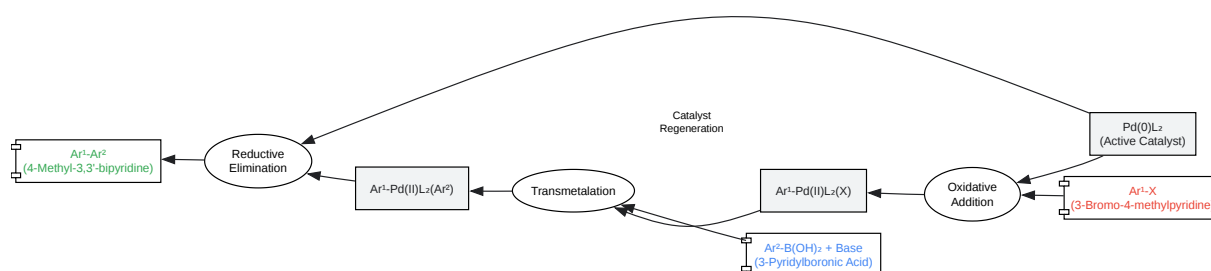 Catalyst
Regeneration
Pd(0)L₂
(Active Catalyst)
Ar¹-Ar²
(4-Methyl-3,3'-bipyridine)
Reductive
Elimination
Ar¹-Pd(II)L₂(Ar²)
Transmetalation
Ar¹-Pd(II)L₂(X)
Oxidative
Addition
Ar¹-X
(3-Bromo-4-methylpyridine
Ar²-B(OH)₂ + Base
(3-Pyridylboronic Acid)